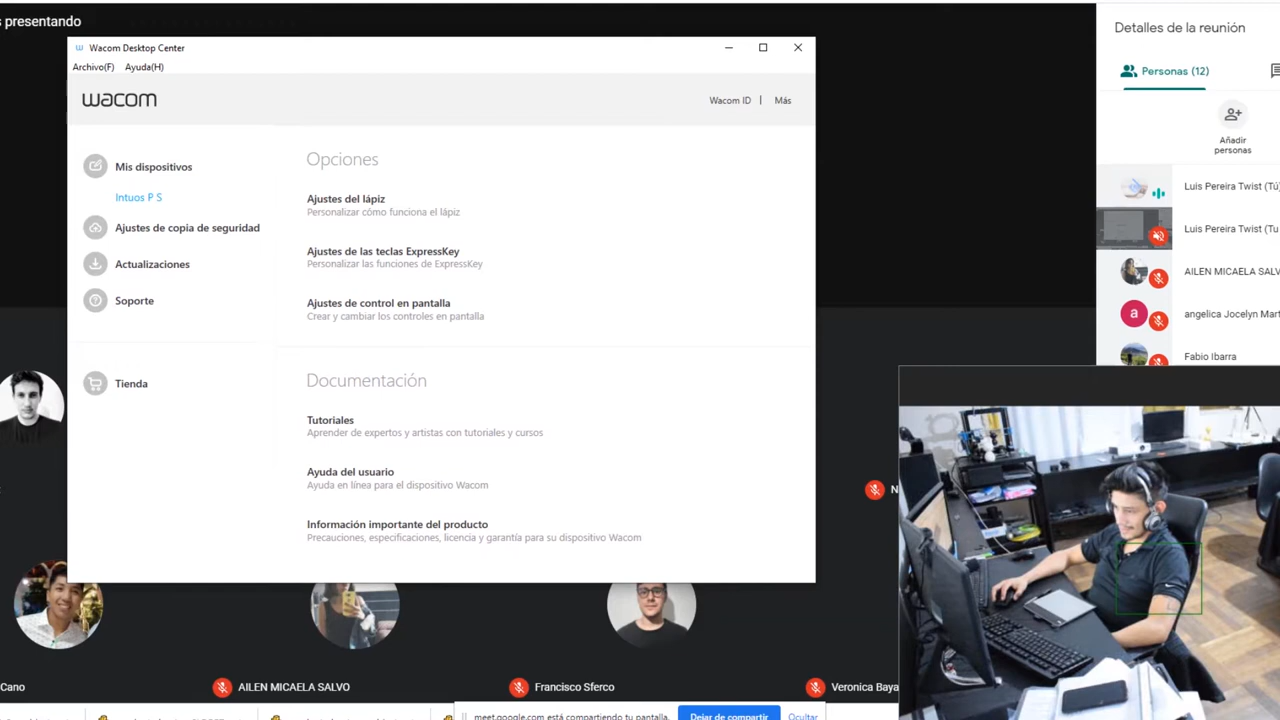 s presentando
Wacom Desktop Center
Archivo(F) Ayuda(H)
wacom
Wacom ID | Más
Mis dispositivos
Intuos P S
Ajustes de copia de seguridad
Actualizaciones
Soporte
Tienda
Opciones
Ajustes del lápiz
Personalizar cómo funciona el lápiz
Ajustes de las teclas ExpressKey
Personalizar las funciones de ExpressKey
Ajustes de control en pantalla
Crear y cambiar los controles en pantalla
Documentación
Tutoriales
Aprender de expertos y artistas con tutoriales y cursos
Ayuda del usuario
Ayuda en línea para el dispositivo Wacom
Información importante del producto
Precauciones, especificaciones, licencia y garantía para su dispositivo Wacom
Detalles de la reunión
Personas (12)
Añadir
personas
Luis Pereira Twist (Tú)
Luis Pereira Twist (Tu
a
AILEN MICAELA SALV
angelica Jocelyn Mart
Fabio Ibarra
N
Cano
AILEN MICAELA SALVO
Francisco Sferco
Veronica Baya
meet.google.com está compartiendo tu pantalla.
Dejar de compartir
Ocultar